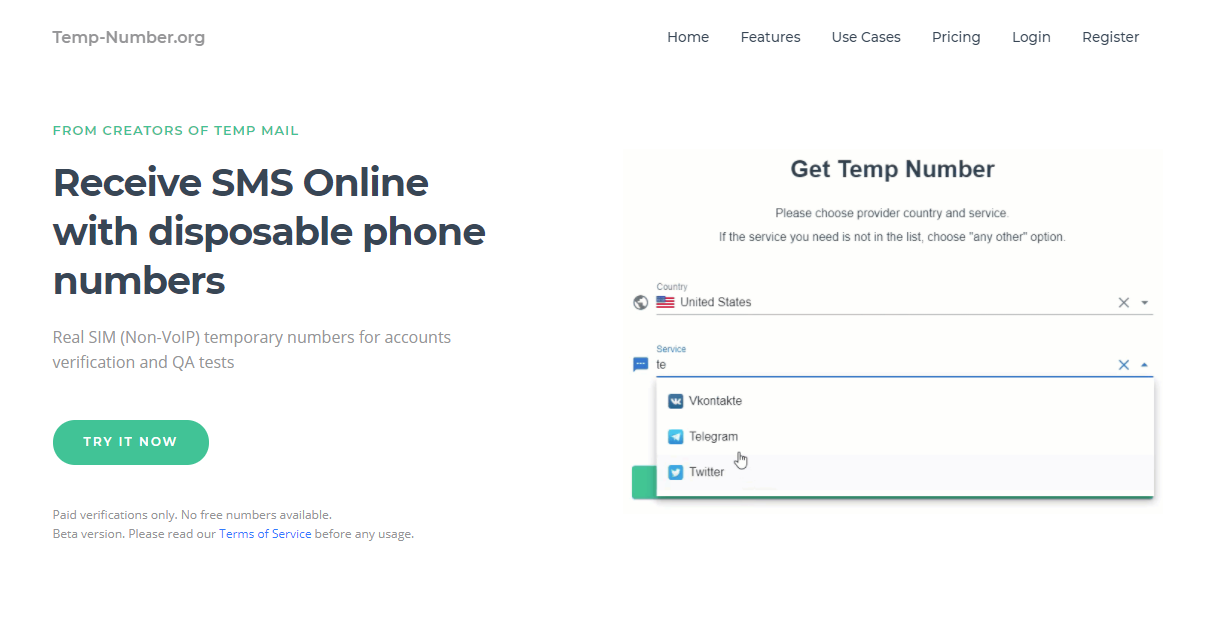 Temp-Number.org
Home Features Use Cases Pricing Login Register
FROM CREATORS OF TEMP MAIL
Receive SMS Online
with disposable phone
numbers
Real SIM (Non-VoIP) temporary numbers for accounts
verification and QA tests
TRY IT NOW
Paid verifications only. No free numbers available.
Beta version. Please read our Terms of Service before any usage.
Get Temp Number
Please choose provider country and service.
If the service you need is not in the list, choose "any other" option.
Country
United States
Service
te
Vkontakte
Telegram
Twitter